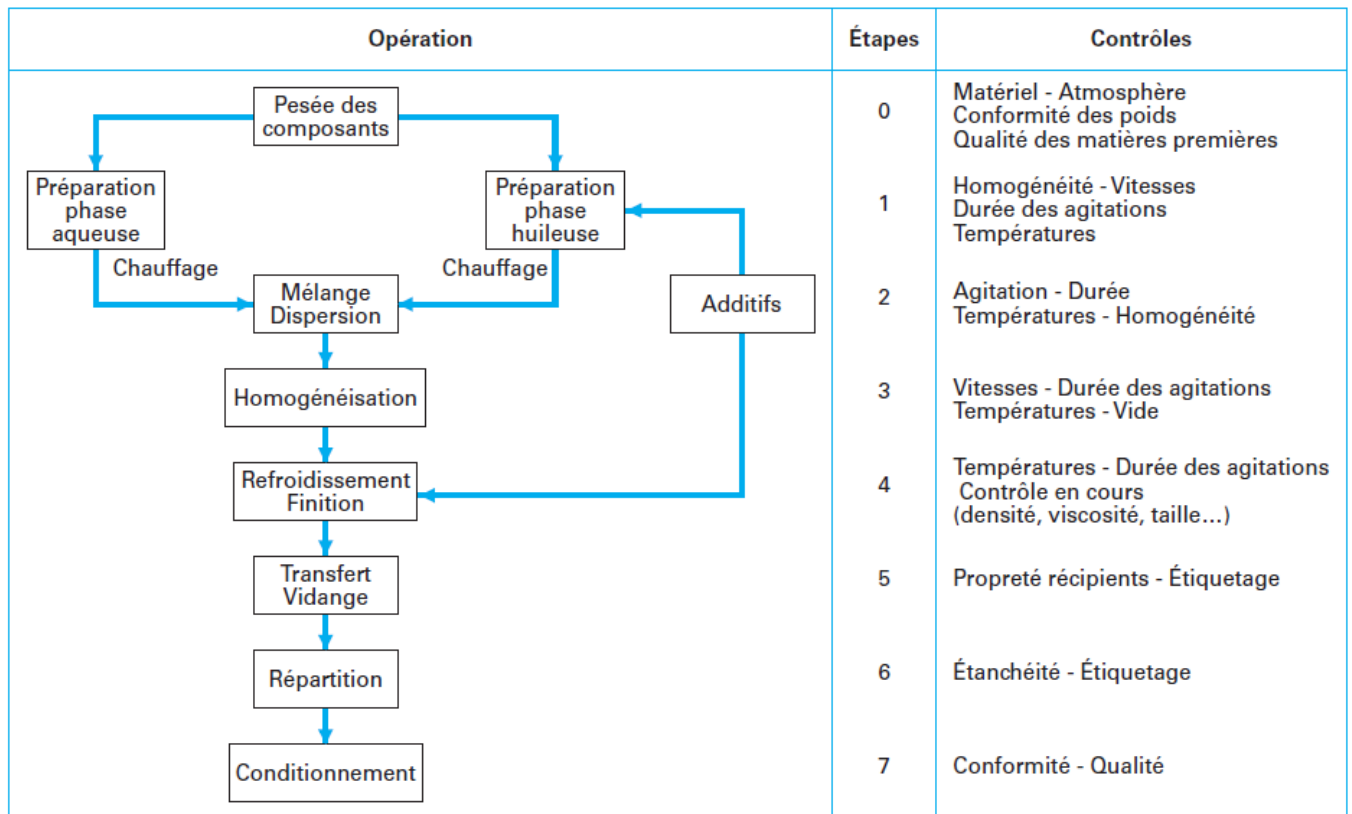 Opération
Étapes
Contrôles
Pesée des
composants
0
Matériel - Atmosphère
Conformité des poids
Qualité des matières premières
Préparation
phase
aqueuse
Préparation
phase
huileuse
1
Homogénéité - Vitesses
Durée des agitations
Températures
Chauffage
Chauffage
Mélange
Dispersion
Additifs
2
Agitation - Durée
Températures - Homogénéité
Homogénéisation
3
Vitesses - Durée des agitations
Températures - Vide
Refroidissement
Finition
4
Températures - Durée des agitations
Contrôle en cours
(densité, viscosité, taille…)
Transfert
Vidange
5
Propreté récipients - Étiquetage
Répartition
6
Étanchéité - Étiquetage
Conditionnement
7
Conformité - Qualité